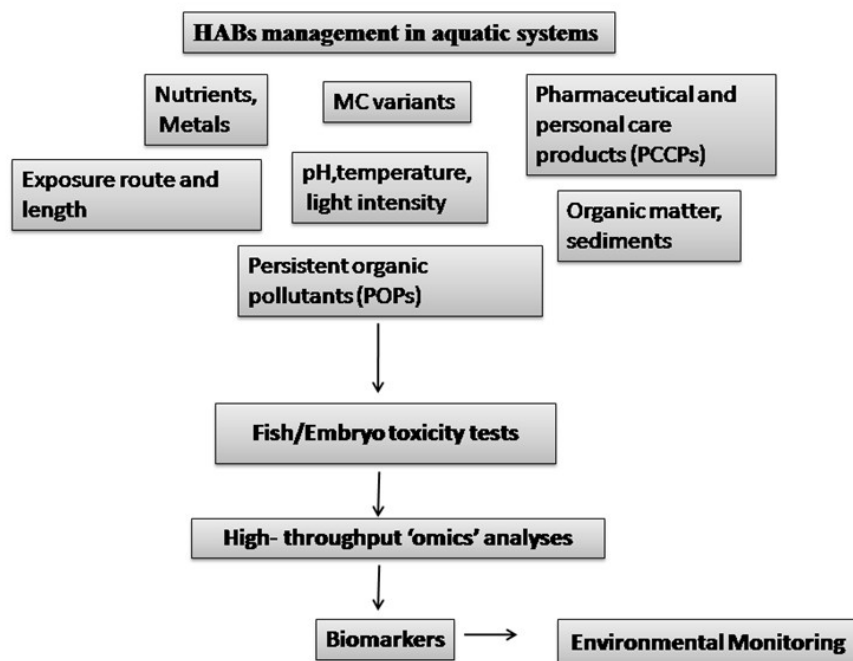 HABs management in aquatic systems
Nutrients,
Metals
MC variants
Pharmaceutical and
personal care
products (PCCPs)
Exposure route and
length
pH,temperature,
light intensity
Organic matter,
sediments
Persistent organic
pollutants (POPs)
Fish/Embryo toxicity tests
High- throughput ‘omics’ analyses
Biomarkers
Environmental Monitoring